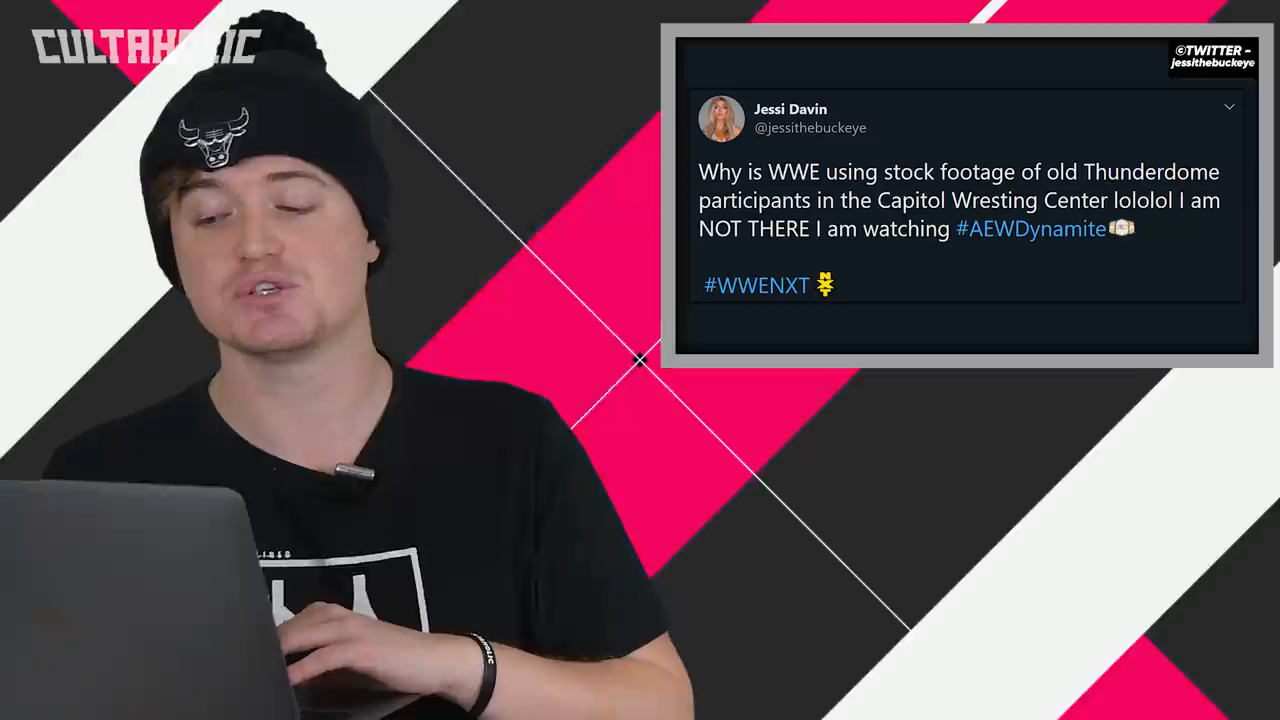 CULTAHOLIC
©TWITTER -
jessithebuckeye
Jessi Davin
@jessithebuckeye
Why is WWE using stock footage of old Thunderdome
participants in the Capitol Wresting Center lololol I am
NOT THERE I am watching #AEWDynamite
#WWENXT